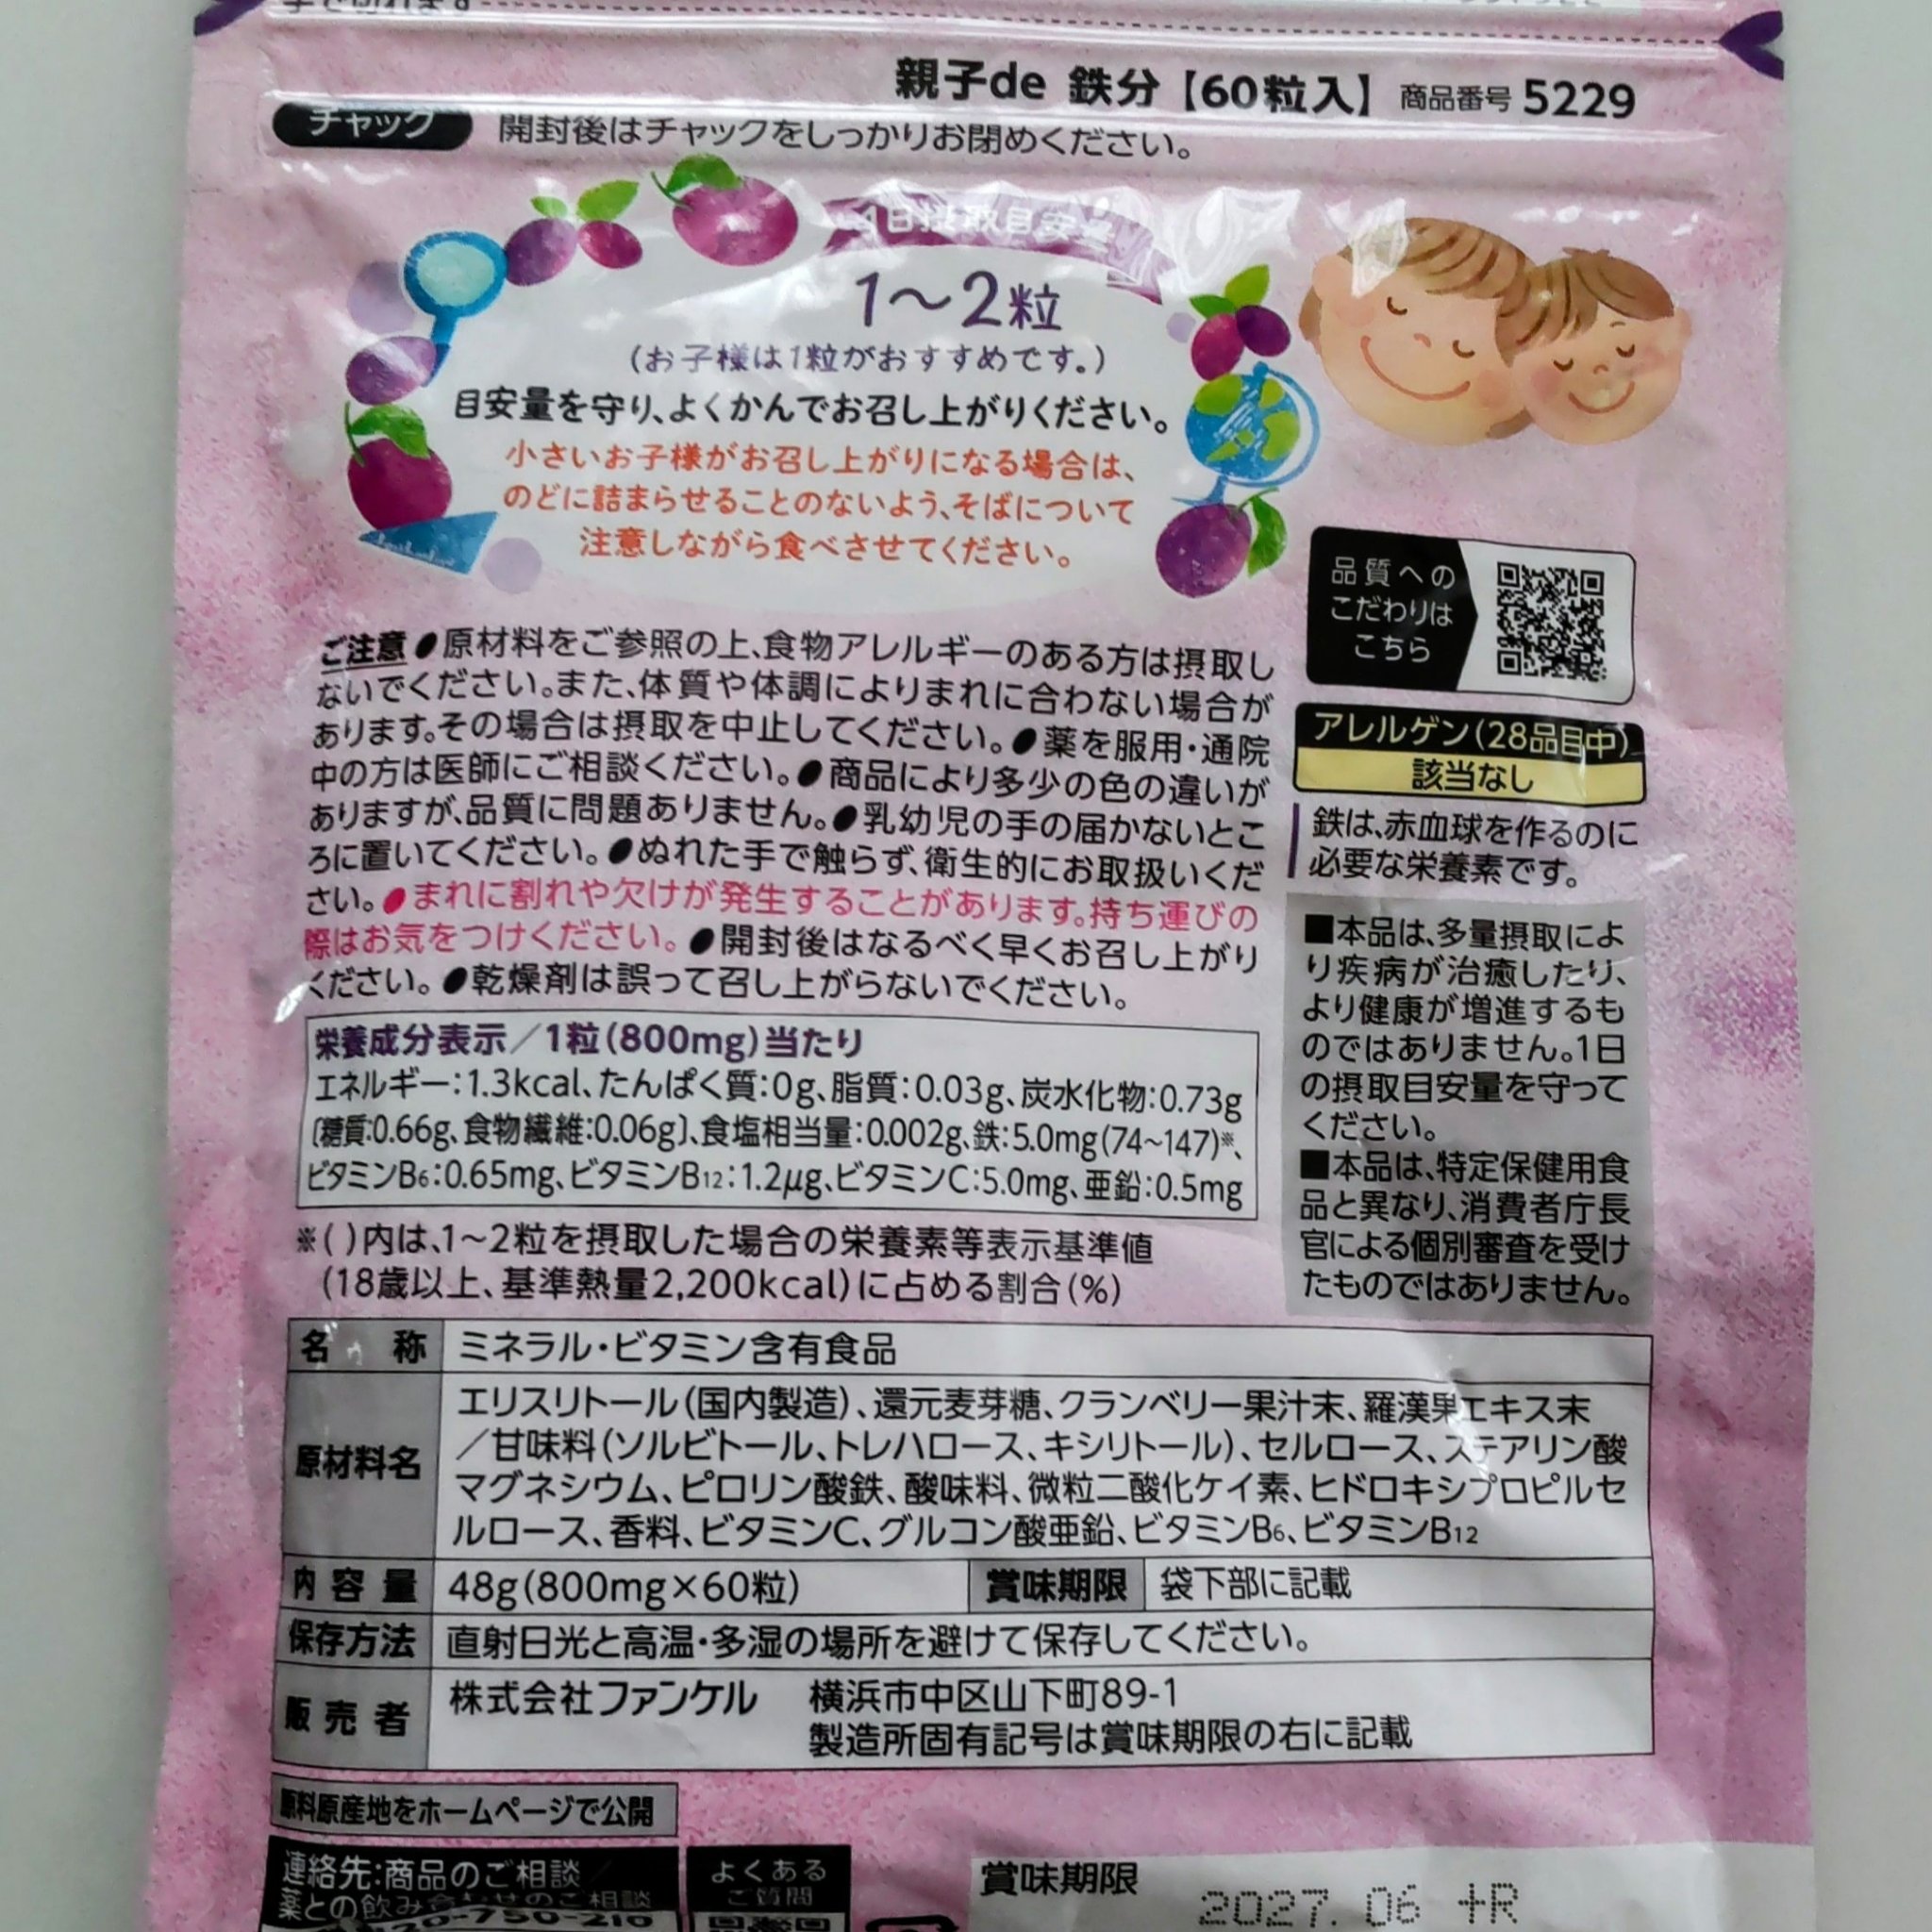 親子de 鉄分【60粒入】 商品番号 5229
チャック 開封後はチャックをしっかりお閉めください。
1日摂取目安量
1～2粒
(お子様は1粒がおすすめです。)
目安量を守り、よくかんでお召し上がりください。
小さいお子様がお召し上がりになる場合は、
のどに詰まらせることのないよう、そばについて
注意しながら食べさせてください。
品質への
こだわりは
こちら
ご注意 ●原材料をご参照の上、食物アレルギーのある方は摂取し
ないでください。また、体質や体調によりまれに合わない場合が
あります。その場合は摂取を中止してください。●薬を服用・通院
中の方は医師にご相談ください。●商品により多少の色の違いが
ありますが、品質に問題ありません。●乳幼児の手の届かないとこ
ろに置いてください。●ぬれた手で触らず、衛生的にお取扱いくだ
さい。●まれに割れや欠けが発生することがあります。持ち運びの
際はお気をつけください。●開封後はなるべく早くお召し上がり
ください。●乾燥剤は誤って召し上がらないでください。
アレルゲン(28品目中)
該当なし
鉄は、赤血球を作るのに
必要な栄養素です。
■本品は、多量摂取によ
り疾病が治癒したり、
より健康が増進するも
のではありません。1日
の摂取目安量を守って
ください。
■本品は、特定保健用食
品と異なり、消費者庁長
官による個別審査を受け
たものではありません。
栄養成分表示／1粒(800mg)当たり
エネルギー:1.3kcal、たんぱく質:0g、脂質:0.03g、炭水化物:0.73g
〔糖質:0.66g、食物繊維:0.06g〕、食塩相当量:0.002g、鉄:5.0mg(74~147)※、
ビタミンB6:0.65mg、ビタミンB12:1.2μg、ビタミンC:5.0mg、亜鉛:0.5mg
※( )内は、1～2粒を摂取した場合の栄養素等表示基準値
(18歳以上、基準熱量2,200kcal)に占める割合(%)
名称 ミネラル・ビタミン含有食品
原材料名 エリスリトール(国内製造)、還元麦芽糖、クランベリー果汁末、羅漢果エキス末
／甘味料(ソルビトール、トレハロース、キシリトール)、セルロース、ステアリン酸
マグネシウム、ピロリン酸鉄、酸味料、微粒二酸化ケイ素、ヒドロキシプロピルセ
ルロース、香料、ビタミンC、グルコン酸亜鉛、ビタミンB6、ビタミンB12
内容量 48g(800mg×60粒) 賞味期限 袋下部に記載
保存方法 直射日光と高温・多湿の場所を避けて保存してください。
販売者 株式会社ファンケル 横浜市中区山下町89-1
製造所固有記号は賞味期限の右に記載
原料原産地をホームページで公開
連絡先:商品のご相談
薬との飲み合わせのご相談
よくある
ご質問
賞味期限 2027. 06 +R